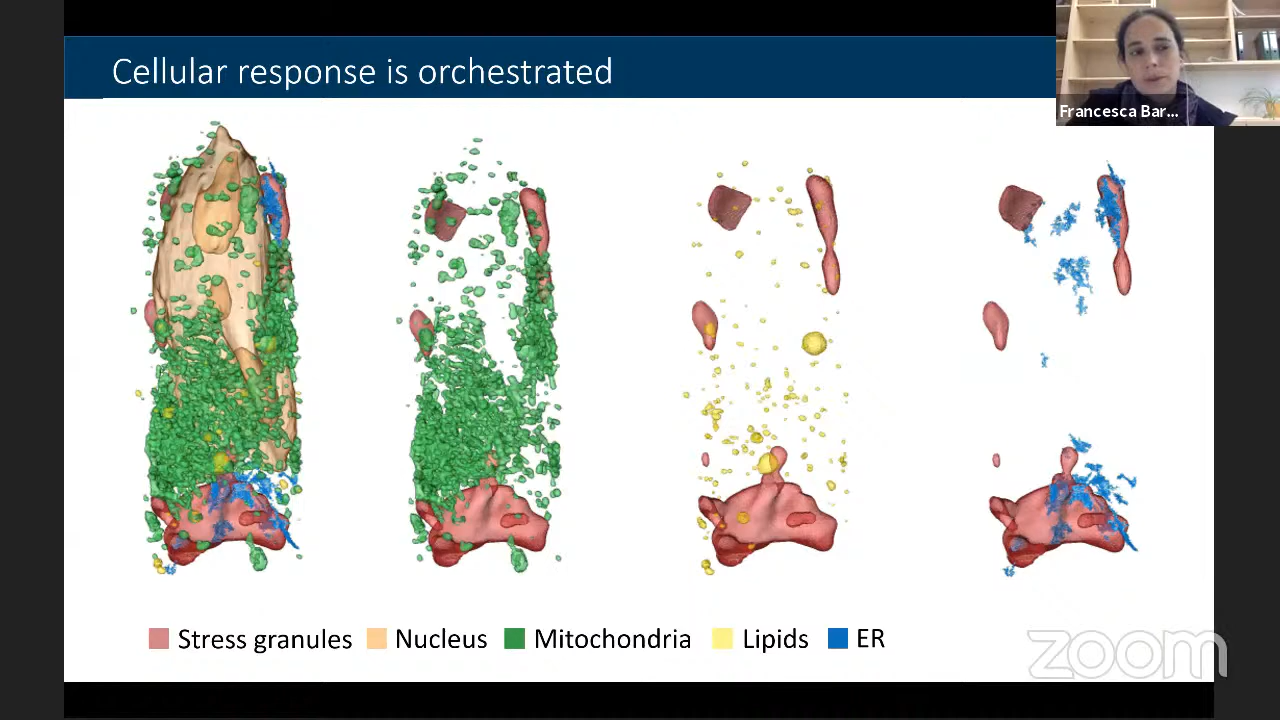 Cellular response is orchestrated
Francesca Bar...
Stress granules Nucleus Mitochondria Lipids ER
zoom